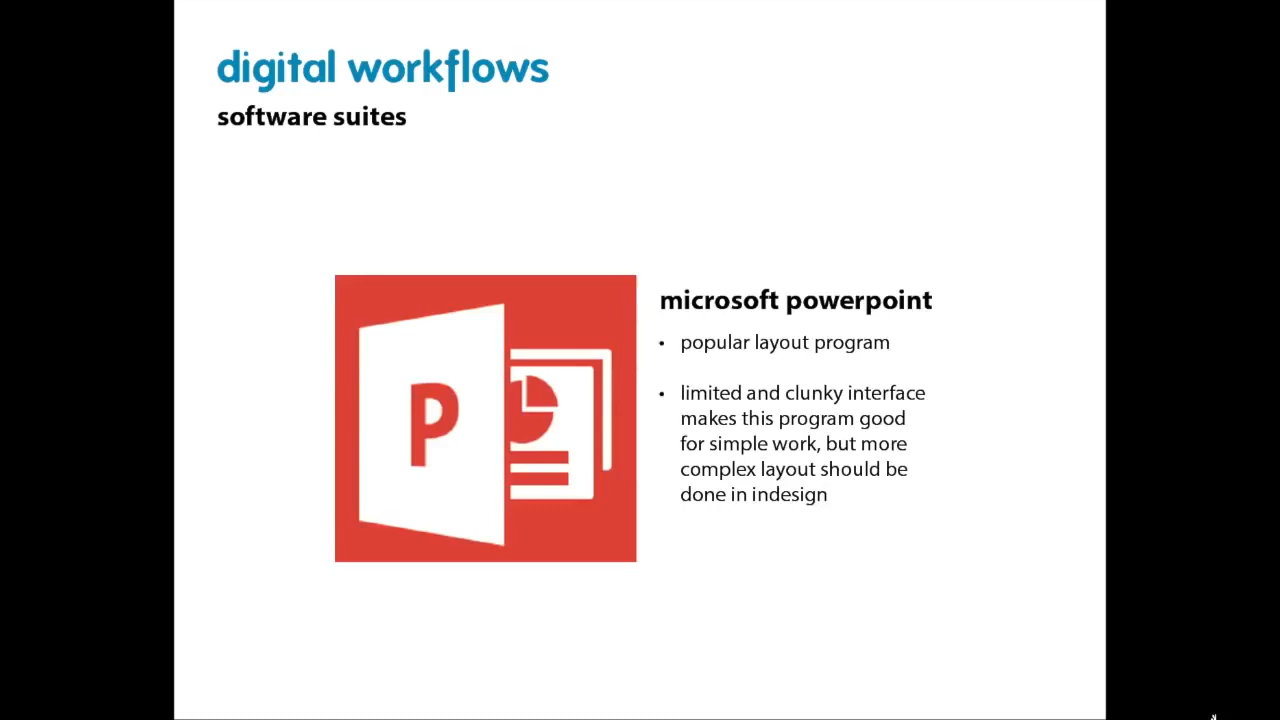 digital workflows
software suites
P
microsoft powerpoint
• popular layout program
• limited and clunky interface
makes this program good
for simple work, but more
complex layout should be
done in indesign